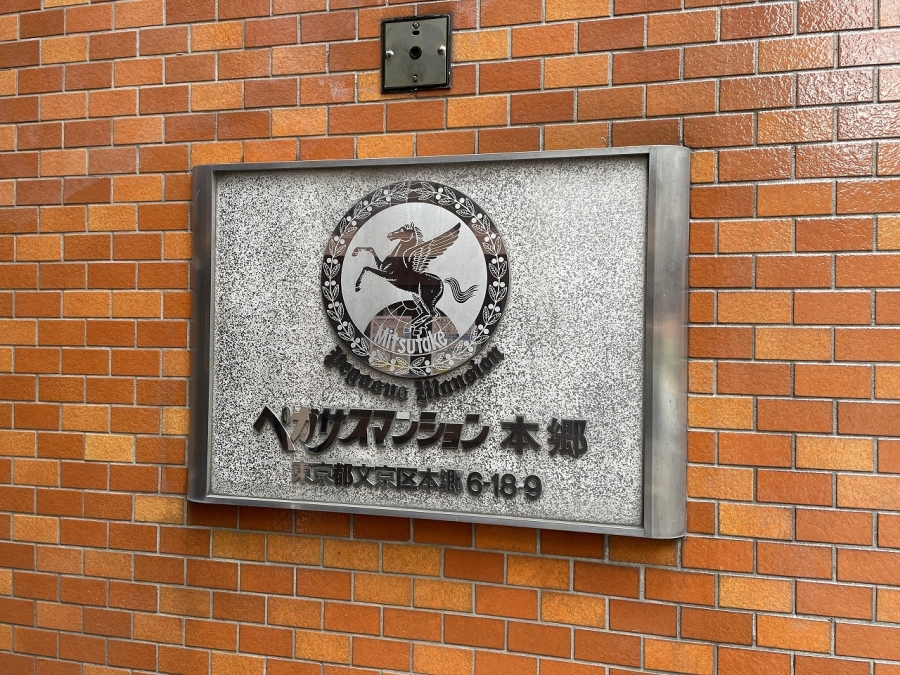 Mitsutake
Pegasus Mansion
ペガサスマンション 本郷
東京都文京区本郷 6-18-9